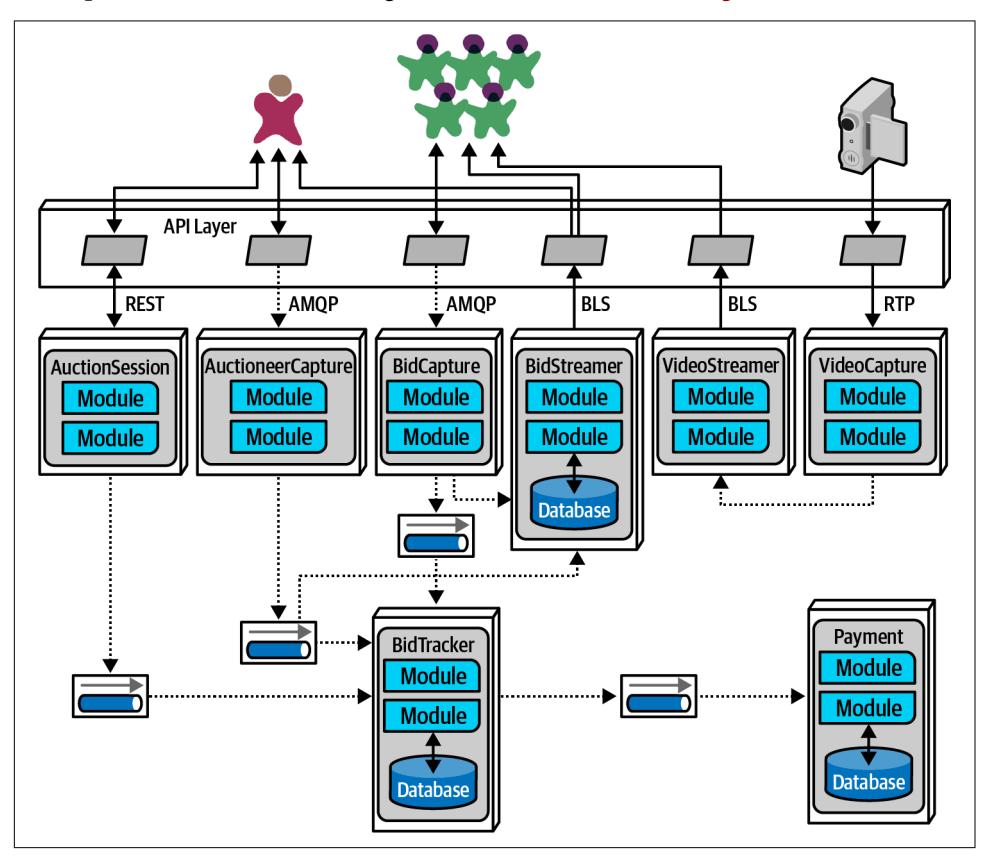 API Layer
REST
AMQP
AMQP
BLS
BLS
RTP
AuctionSession
Module
Module
AuctioneerCapture
Module
Module
BidCapture
Module
Module
BidStreamer
Module
Module
Database
VideoStreamer
Module
Module
VideoCapture
Module
Module
BidTracker
Module
Module
Database
Payment
Module
Module
Database